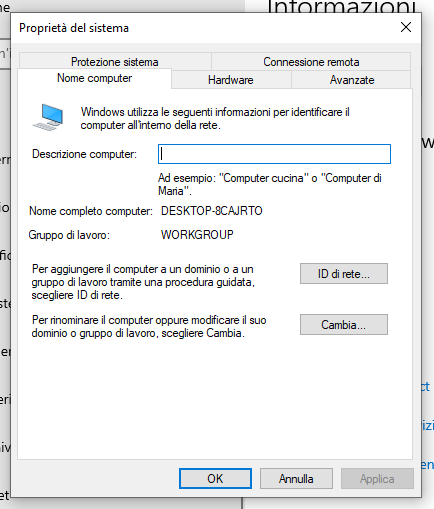 Informazioni
Proprietà del sistema
Protezione sistema
Connessione remota
Nome computer
Hardware
Avanzate
Windows utilizza le seguenti informazioni per identificare il
computer all'interno della rete.
Descrizione computer:
Ad esempio: "Computer cucina" o "Computer di
Maria".
Nome completo computer: DESKTOP-8CAJRTO
Gruppo di lavoro: WORKGROUP
Per aggiungere il computer a un dominio o a un
gruppo di lavoro tramite una procedura guidata,
scegliere ID di rete.
ID di rete...
Per rinominare il computer oppure modificare il suo
dominio o gruppo di lavoro, scegliere Cambia.
Cambia...
OK
Annulla
Applica